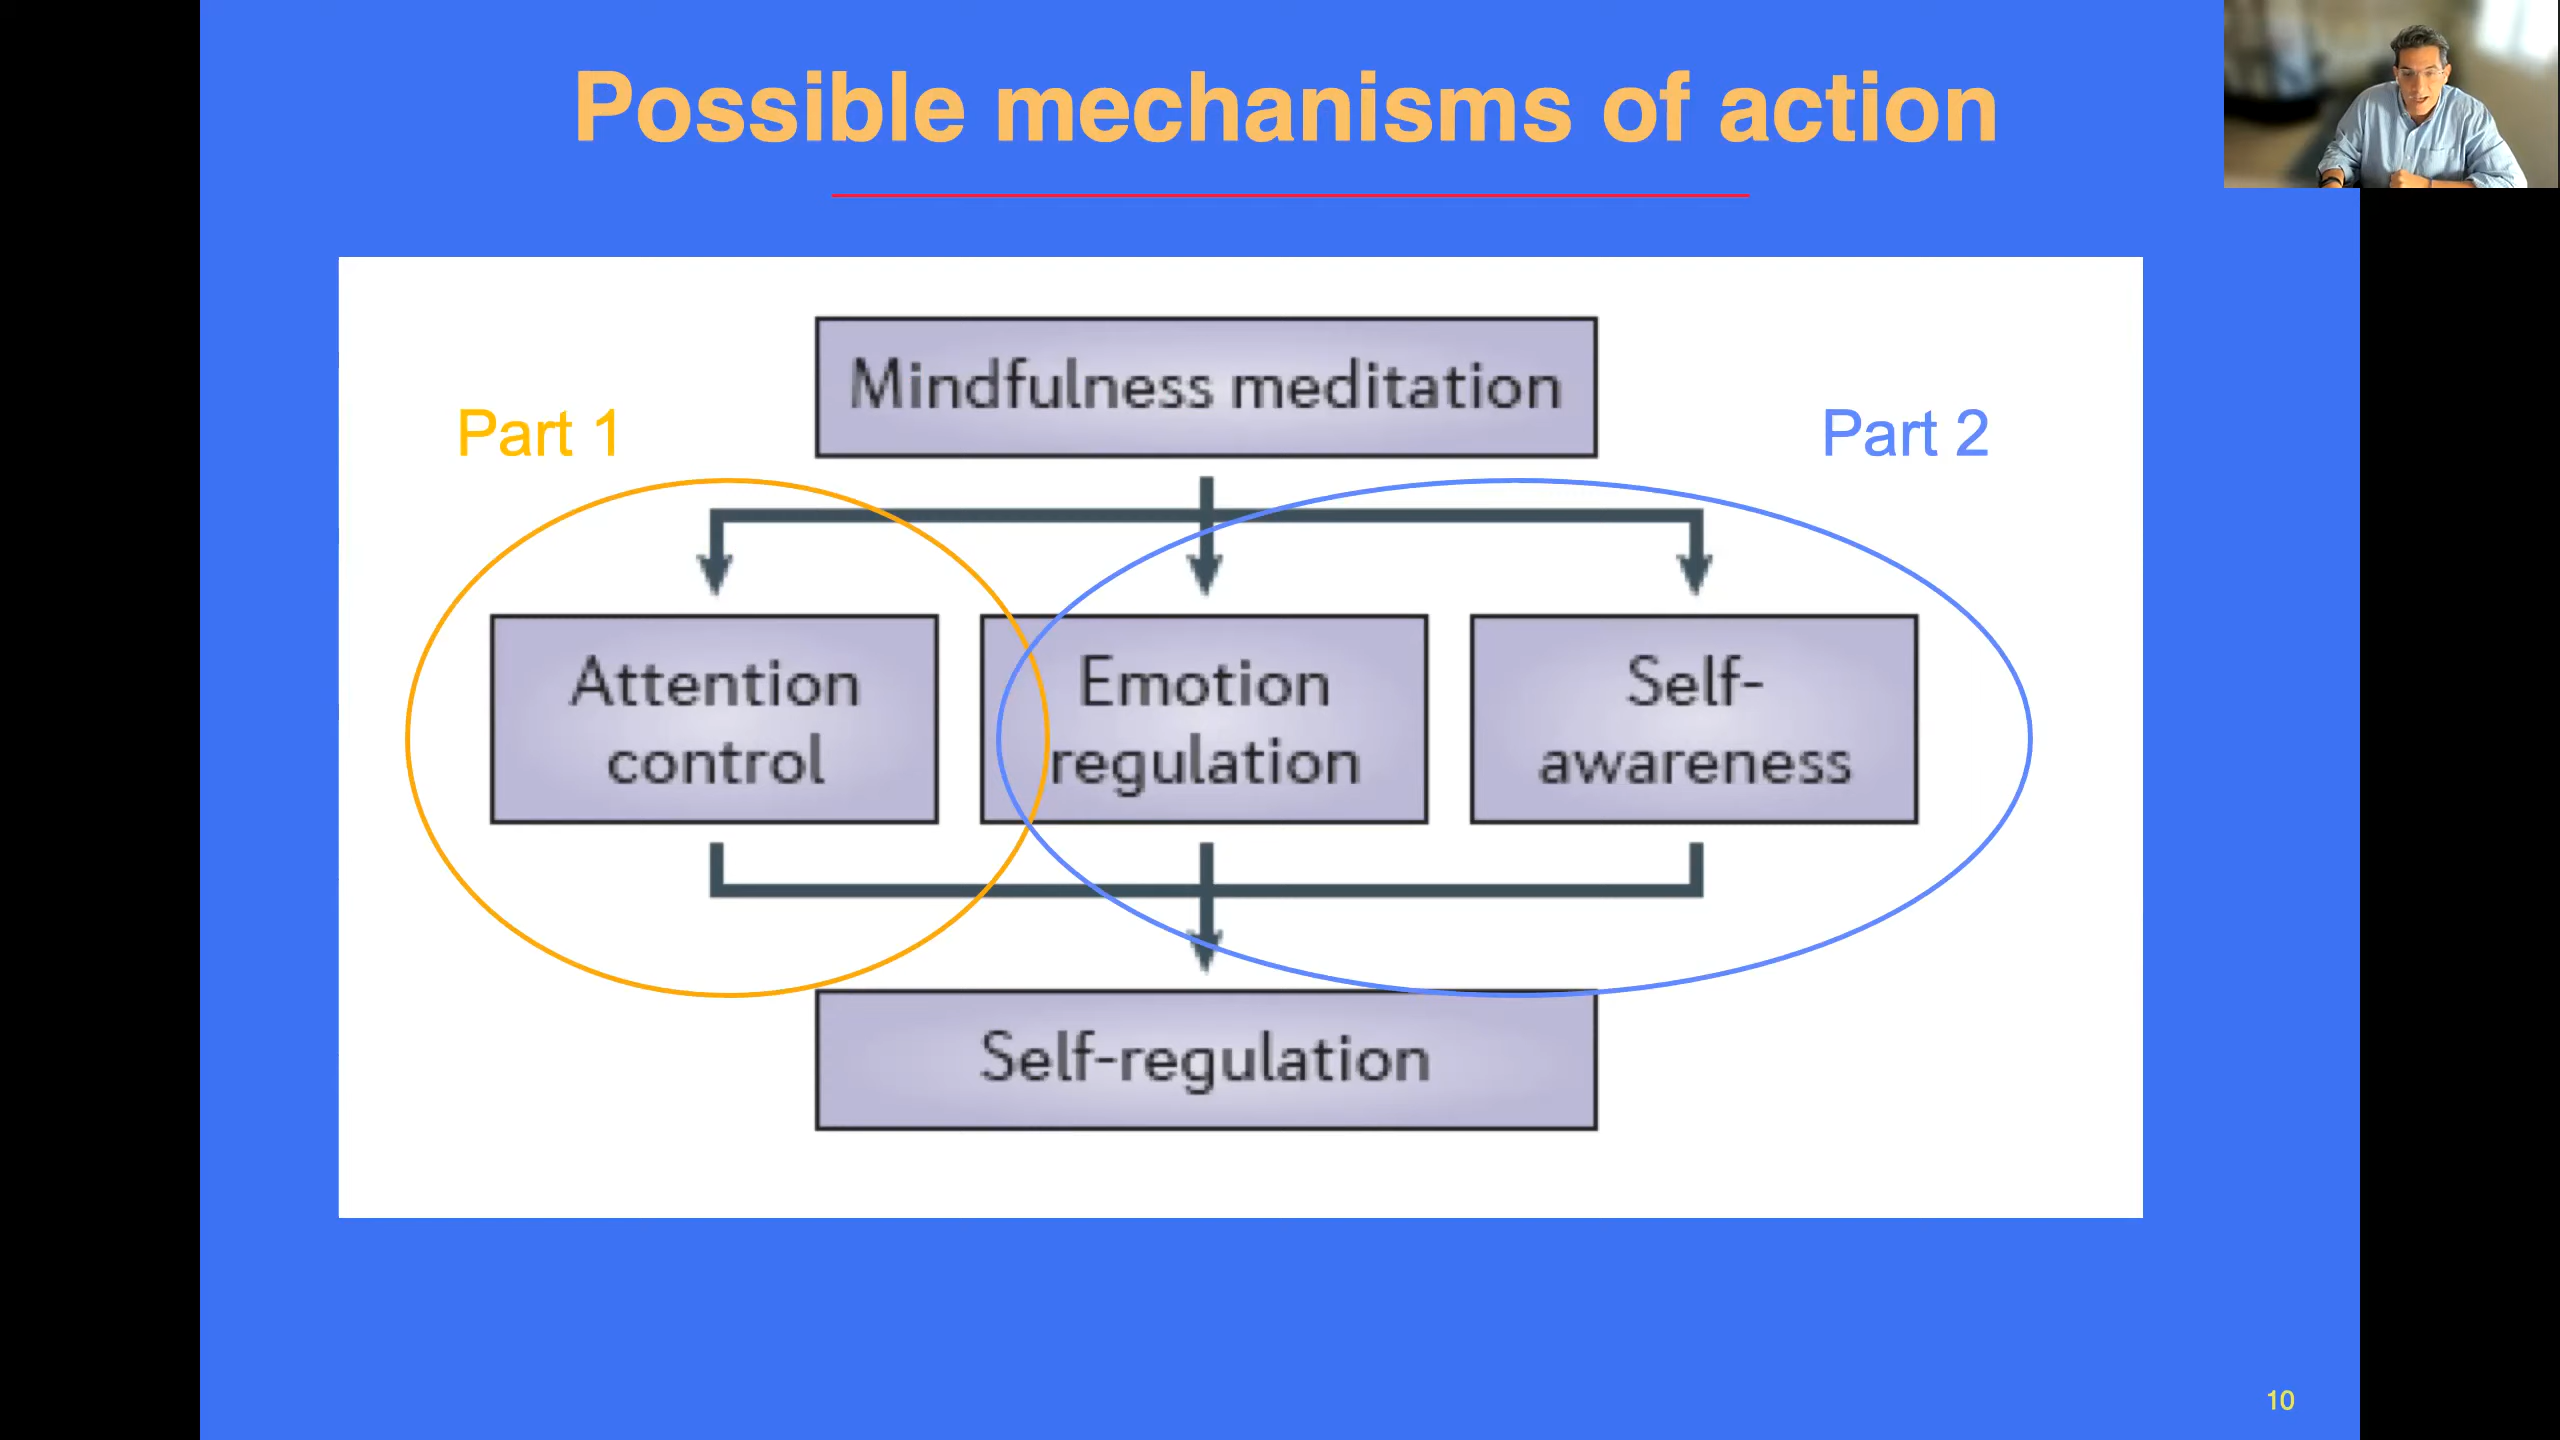 Possible mechanisms of action
Mindfulness meditation
Part 1
Part 2
Attention
control
Emotion
regulation
Self-
awareness
Self-regulation
10